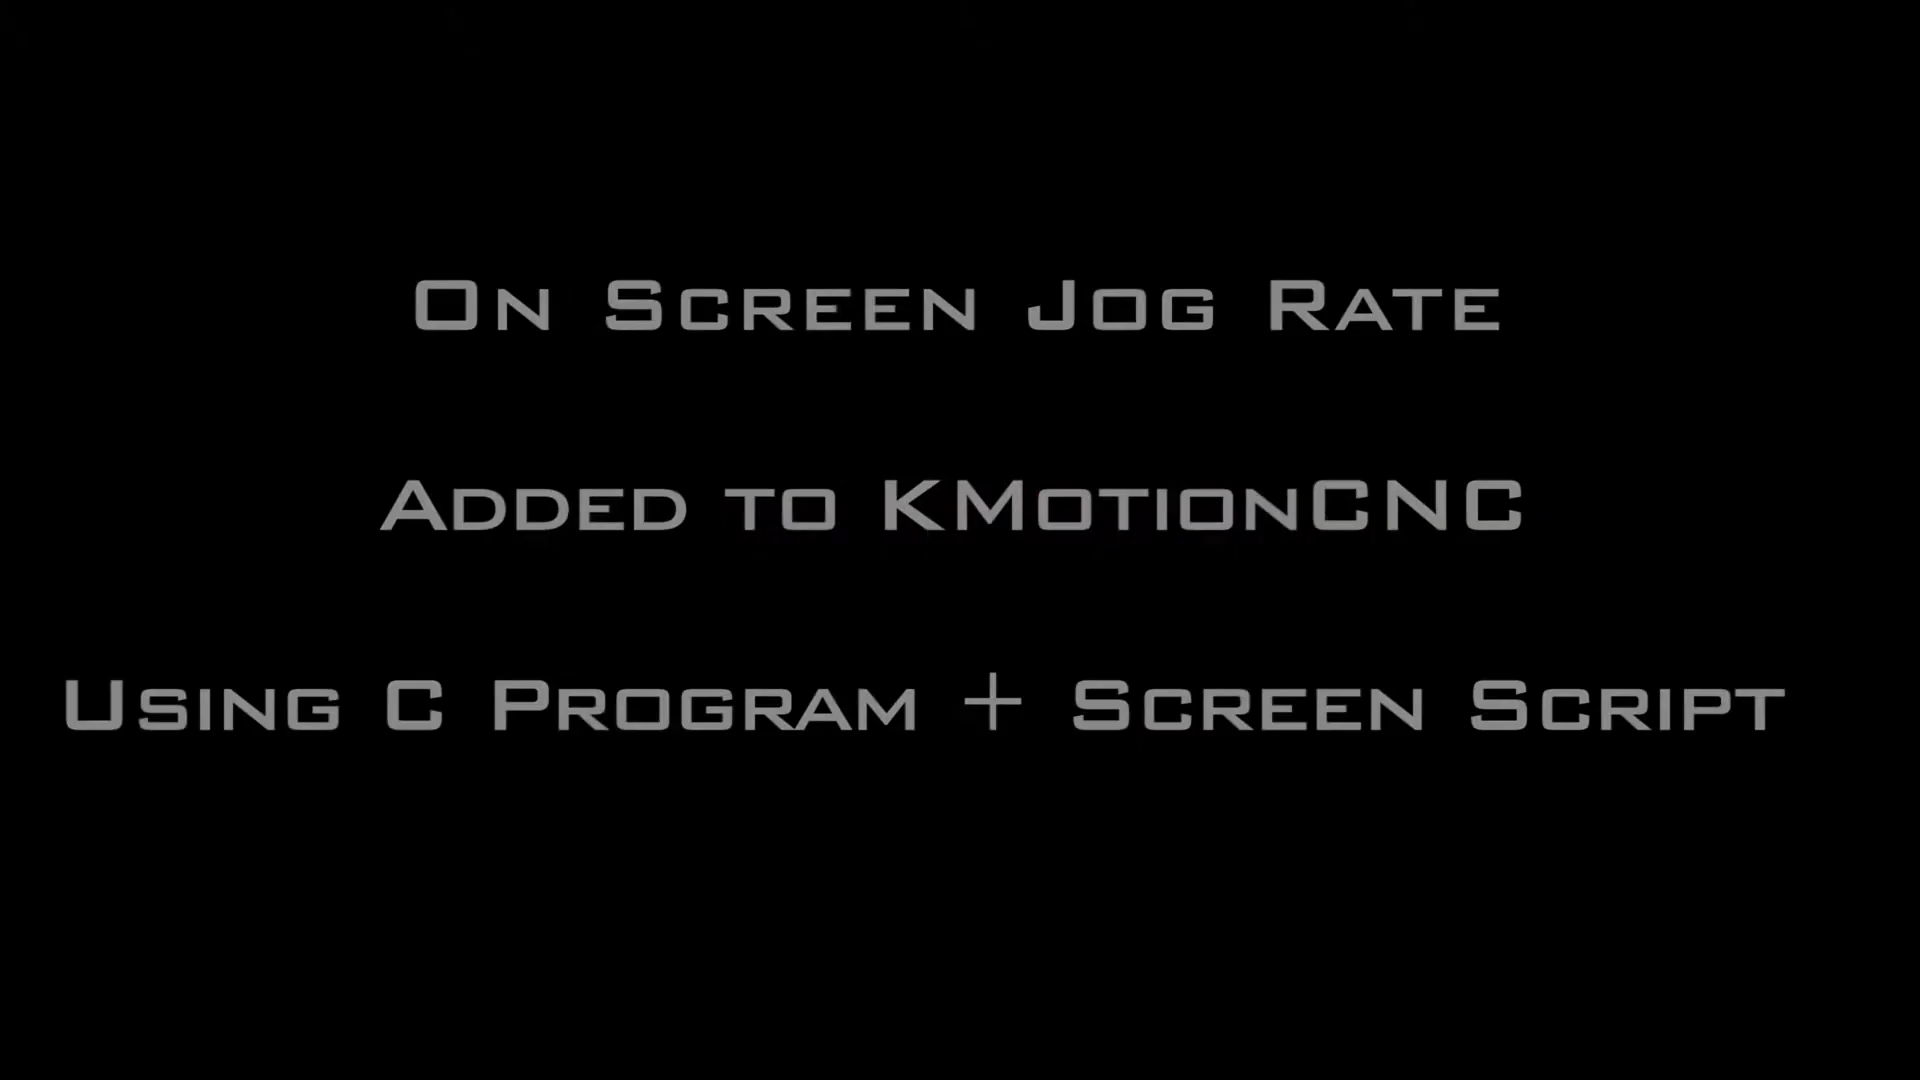 On Screen Jog Rate
Added to KMotionCNC
Using C Program + Screen Script